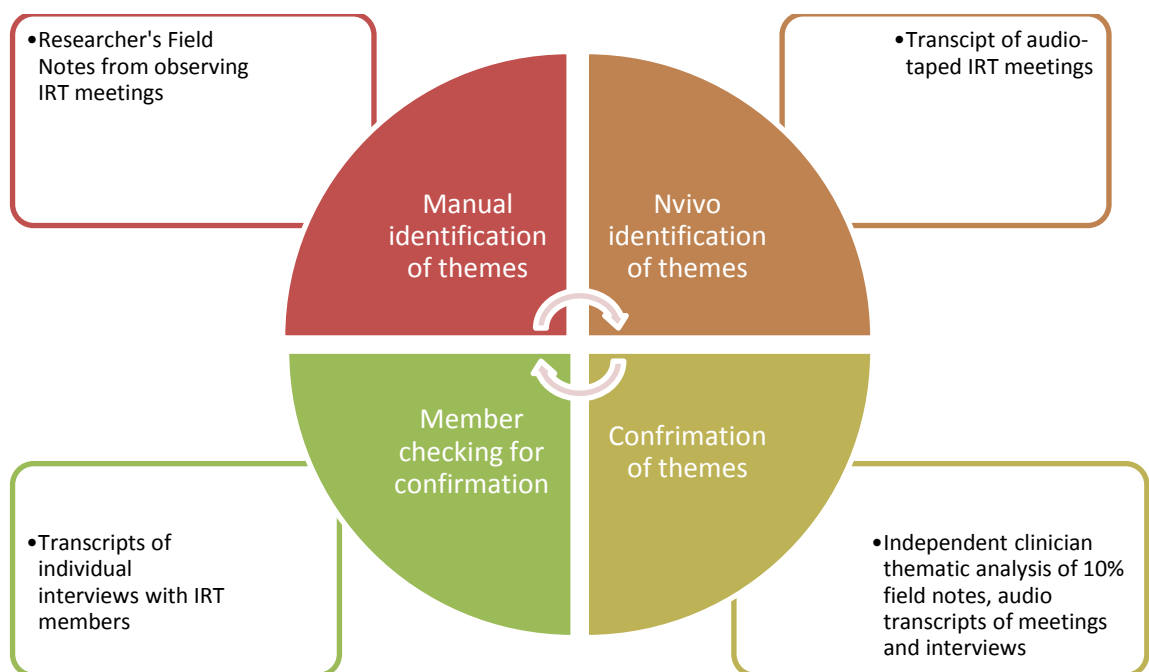 •Researcher's Field
Notes from observing
IRT meetings
•Transcipt of audio-
taped IRT meetings
Manual
identification
of themes
Nvivo
identification
of themes
Member
checking for
confirmation
Confrimation
of themes
•Transcripts of
individual
interviews with IRT
members
•Independent clinician
thematic analysis of 10%
field notes, audio
transcripts of meetings
and interviews